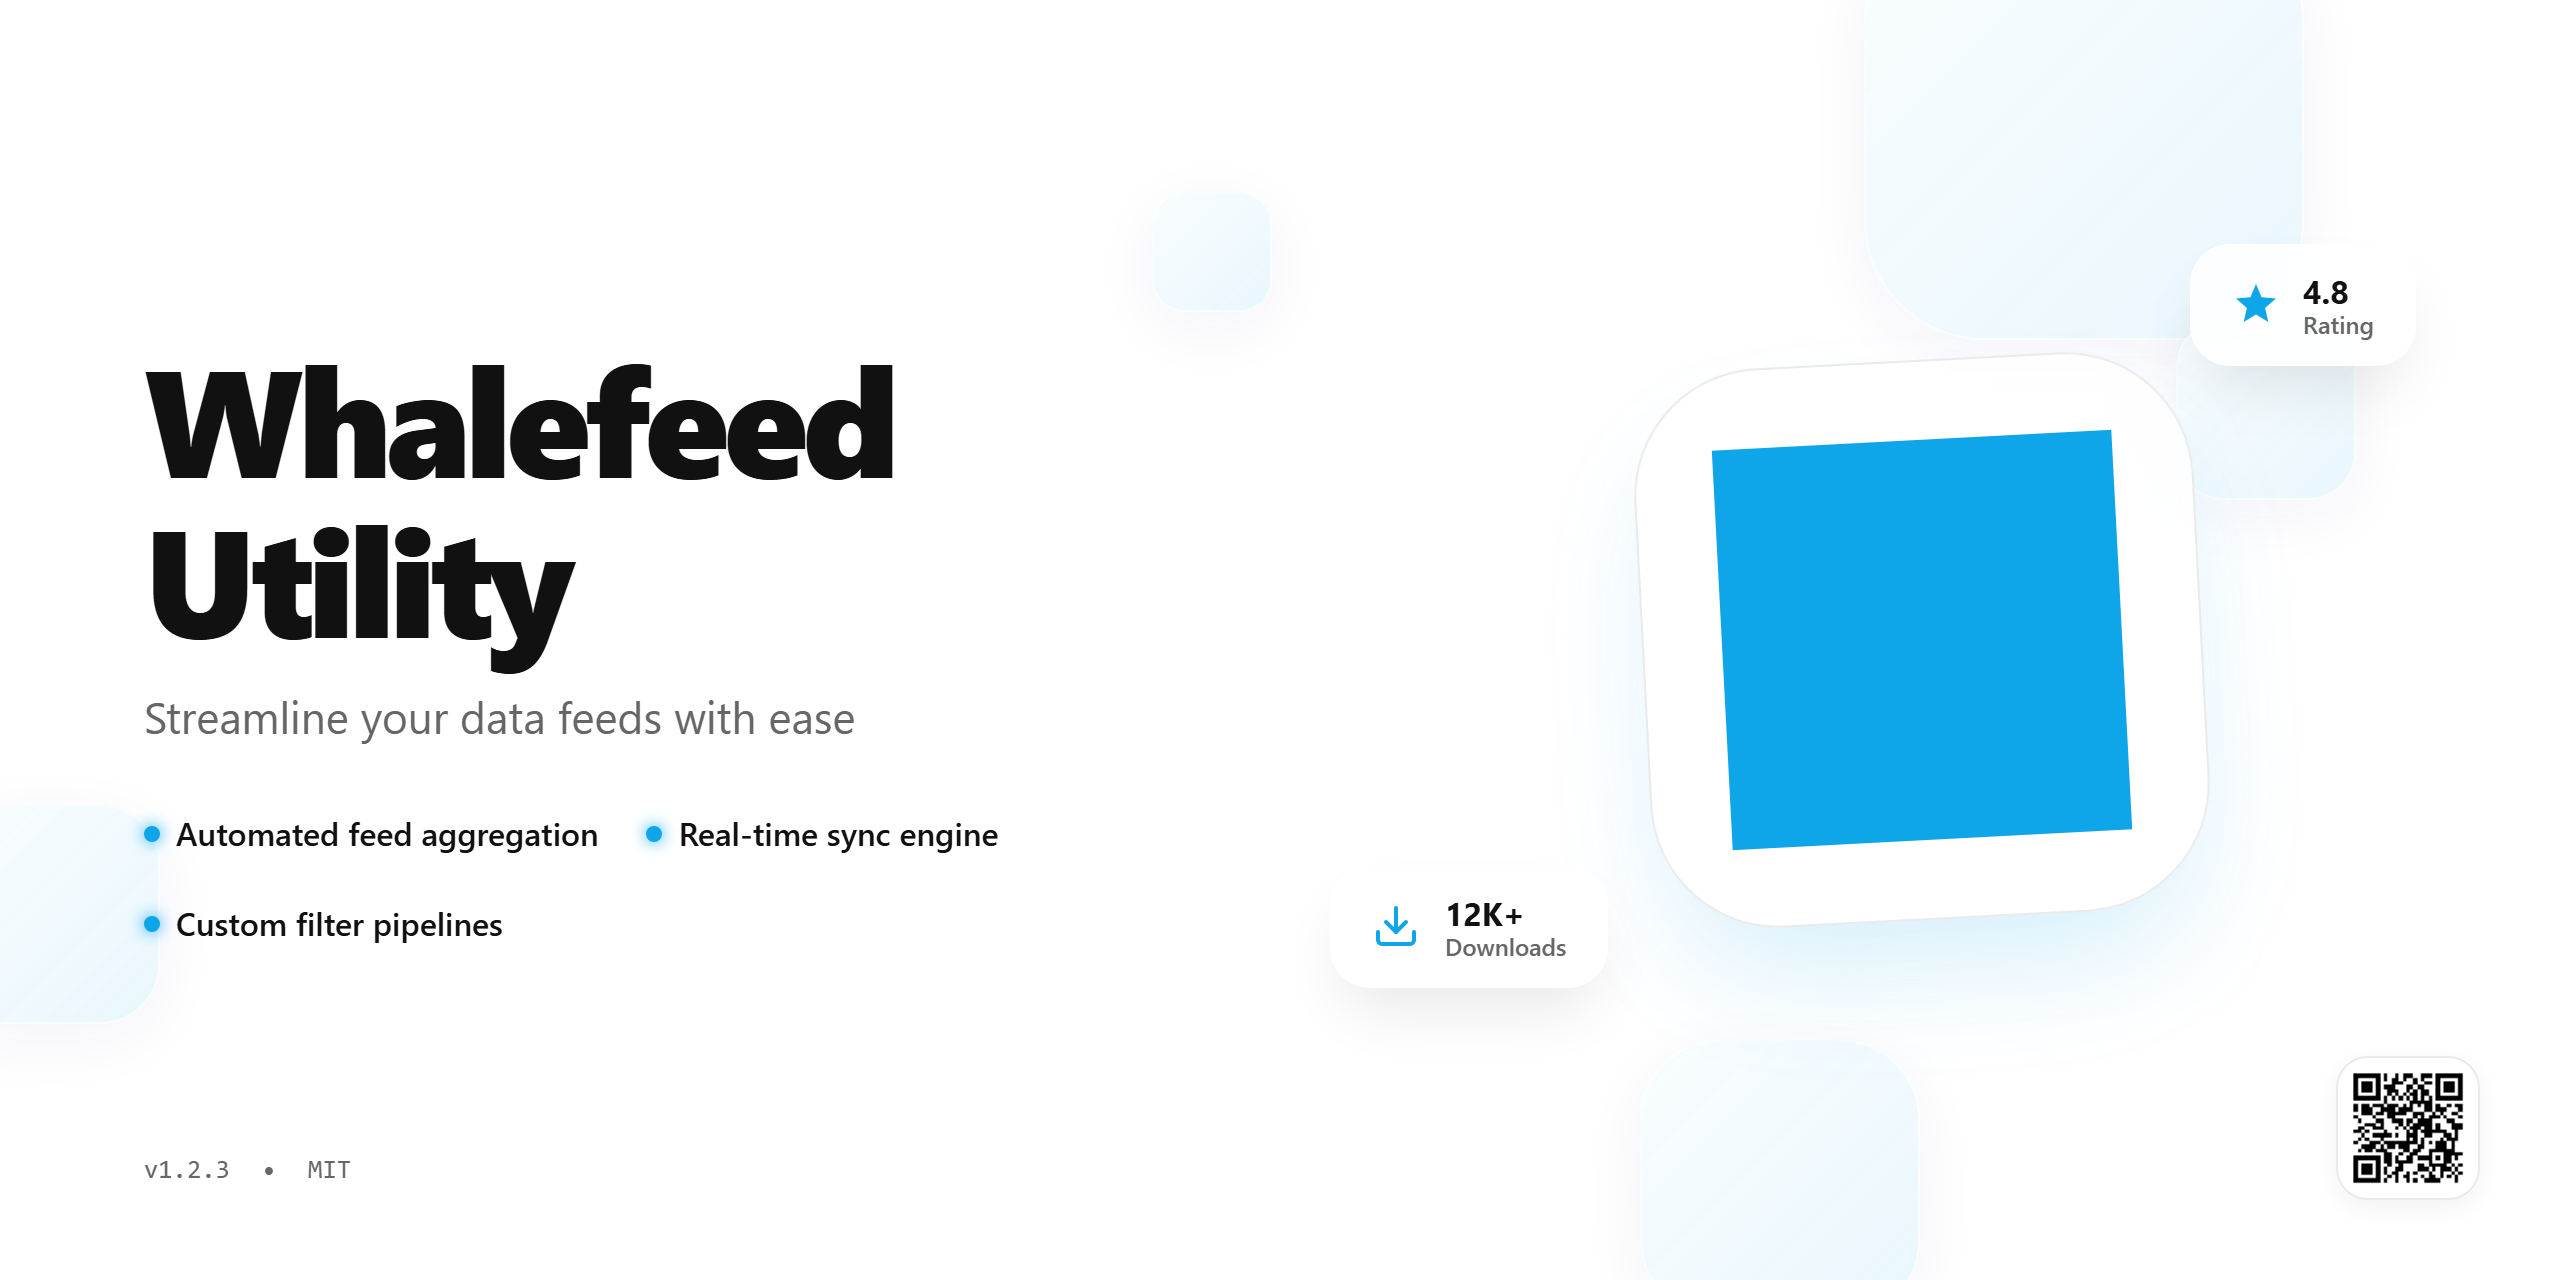 Whalefeed
Utility
Streamline your data feeds with ease
Automated feed aggregation
Real-time sync engine
Custom filter pipelines
v1.2.3 • MIT
4.8
Rating
12K+
Downloads